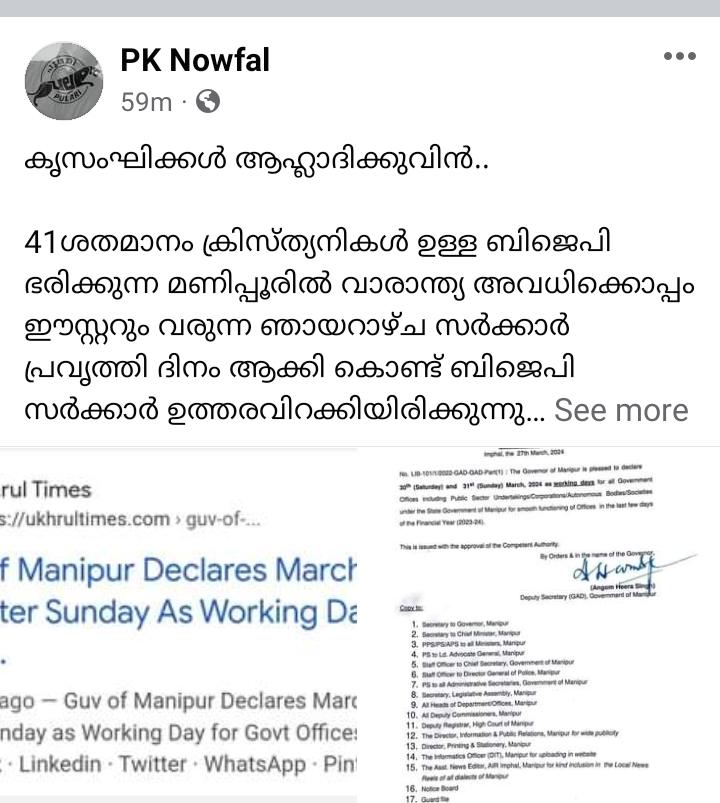 PK Nowfal
59m ·
കൃസംഘികൾ ആഹ്ലാദിക്കുവിൻ..
41ശതമാനം ക്രിസ്ത്യനികൾ ഉള്ള ബിജെപി
ഭരിക്കുന്ന മണിപ്പൂരിൽ വാരാന്ത്യ അവധിക്കൊപ്പം
ഈസ്റ്ററും വരുന്ന ഞായറാഴ്ച സർക്കാർ
പ്രവൃത്തി ദിനം ആക്കി കൊണ്ട് ബിജെപി
സർക്കാർ ഉത്തരവിറക്കിയിരിക്കുന്നു... See more
rul Times
s://ukhrultimes.com › guv-of-...
f Manipur Declares March
ter Sunday As Working Da
.
ago — Guv of Manipur Declares Marc
nday as Working Day for Govt Offices
· Linkedin · Twitter · WhatsApp · Pin
Imphal, the 27th March, 2024
No. LIB-101/1/2022-GAD-GAD-Part(1) : The Governor of Manipur is pleased to declare
30th (Saturday) and 31st (Sunday) March, 2024 as working days for all Government
Offices including Public Sector Undertakings/Corporations/Autonomous Bodies/Societies
under the State Government of Manipur for smooth functioning of Offices in the last few days
of the Financial Year (2023-24).
This is issued with the approval of the Competent Authority.
By Orders & in the name of the Governor,
(Angom Heera Singh)
Deputy Secretary (GAD), Government of Manipur
Copy to:
1. Secretary to Governor, Manipur
2. Secretary to Chief Minister, Manipur
3. PPS/PS/APS to all Ministers, Manipur
4. PS to Ld. Advocate General, Manipur
5. Staff Officer to Chief Secretary, Government of Manipur
6. Staff Officer to Director General of Police, Manipur
7. PS to all Administrative Secretaries, Government of Manipur
8. Secretary, Legislative Assembly, Manipur
9. All Heads of Department/Offices, Manipur
10. All Deputy Commissioners, Manipur
11. Deputy Registrar, High Court of Manipur
12. The Director, Information & Public Relations, Manipur for wide publicity
13. Director, Printing & Stationery, Manipur
14. The Informatics Officer (DIT), Manipur for uploading in website
15. The Asst. News Editor, AIR Imphal, Manipur for kind inclusion in the Local News
Reels of all dialects of Manipur
16. Notice Board
17. Guard file